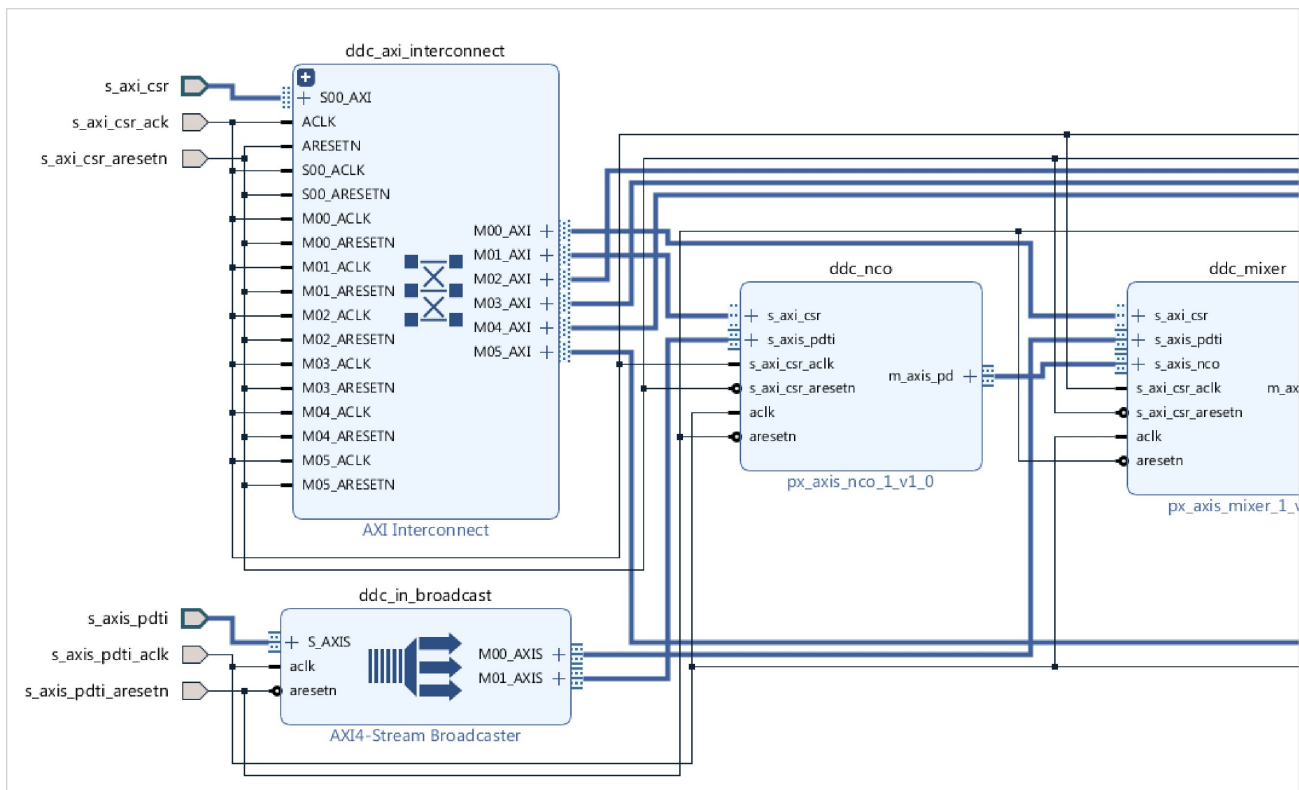 ddc_axi_interconnect
s_axi_csr
s_axi_csr_ack
s_axi_csr_aresetn
S00_AXI
ACLK
ARESETN
S00_ACLK
S00_ARESETN
M00_ACLK
M00_ARESETN
M01_ACLK
M01_ARESETN
M02_ACLK
M02_ARESETN
M03_ACLK
M03_ARESETN
M04_ACLK
M04_ARESETN
M05_ACLK
M05_ARESETN
M00_AXI
M01_AXI
M02_AXI
M03_AXI
M04_AXI
M05_AXI
AXI Interconnect
ddc_nco
s_axi_csr
s_axis_pdti
s_axi_csr_aclk
s_axi_csr_aresetn
aclk
aresetn
m_axis_pd
px_axis_nco_1_v1_0
ddc_mixer
s_axi_csr
s_axis_pdti
s_axis_nco
s_axi_csr_aclk
s_axi_csr_aresetn
aclk
aresetn
m_ax
px_axis_mixer_1_v
ddc_in_broadcast
s_axis_pdti
s_axis_pdti_aclk
s_axis_pdti_aresetn
S_AXIS
aclk
aresetn
M00_AXIS
M01_AXIS
AXI4-Stream Broadcaster